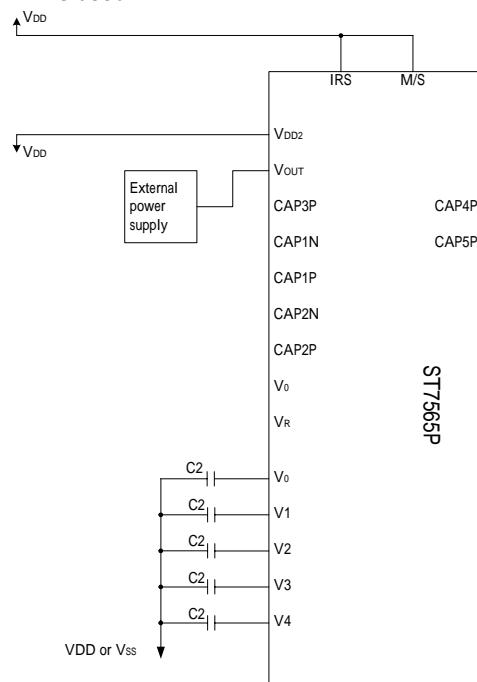 VDD
IRS M/S
VDD2
VDD
VOUT
External
power
supply
CAP3P CAP4P
CAP1N CAP5P
CAP1P
CAP2N
CAP2P
V0
VR
ST7565P
C2 V0
C2 V1
C2 V2
C2 V3
C2 V4
VDD or VSS